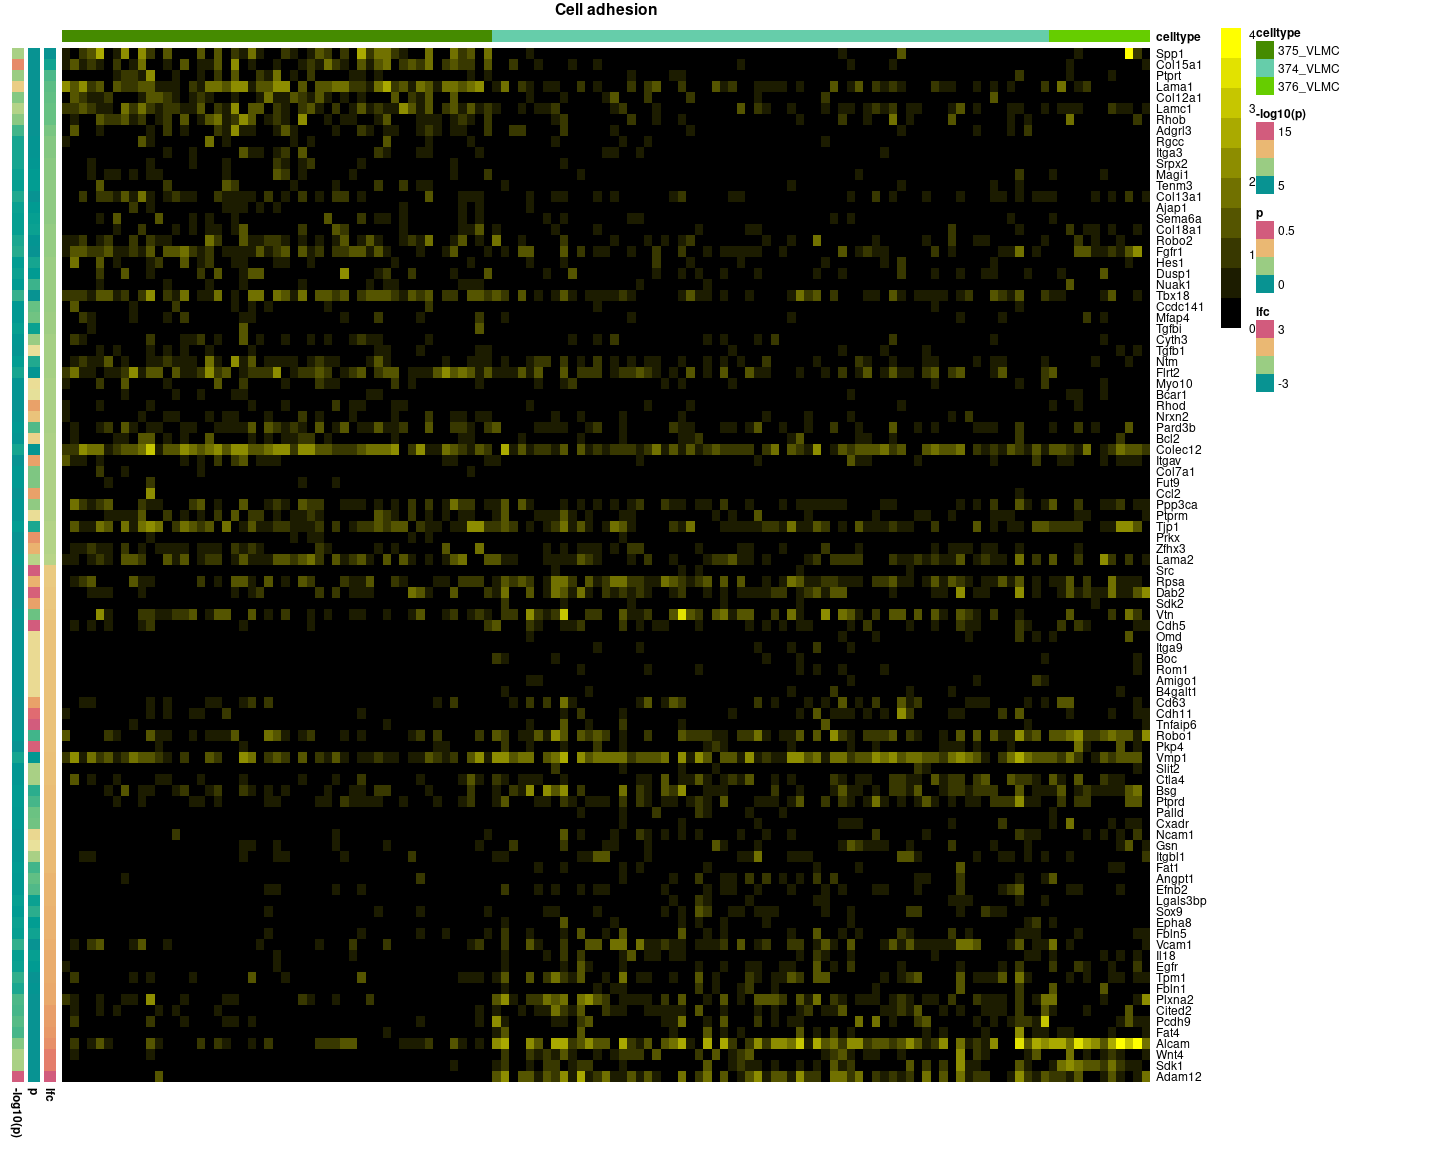 Cell adhesion
celltype
Spp1
Col15a1
Ptprt
Lama1
Col12a1
Lamc1
Rhob
Adgrl3
Rgcc
Itga3
Srpx2
Magi1
Tenm3
Col13a1
Ajap1
Sema6a
Col18a1
Robo2
Fgfr1
Hes1
Dusp1
Nuak1
Tbx18
Ccdc141
Mfap4
Tgfbi
Cyth3
Tgfb1
Ntm
Flrt2
Myo10
Bcar1
Rhod
Nrxn2
Pard3b
Bcl2
Colec12
Itgav
Col7a1
Fut9
Ccl2
Ppp3ca
Ptprm
Tjp1
Prkx
Zfhx3
Lama2
Src
Rpsa
Dab2
Sdk2
Vtn
Cdh5
Omd
Itga9
Boc
Rom1
Amigo1
B4galt1
Cd63
Cdh11
Tnfaip6
Robo1
Pkp4
Vmp1
Slit2
Ctla4
Bsg
Ptprd
Palld
Cxadr
Ncam1
Gsn
Itgbl1
Fat1
Angpt1
Efnb2
Lgals3bp
Sox9
Epha8
Fbln5
Vcam1
Il18
Egfr
Tpm1
Fbln1
Plxna2
Cited2
Pcdh9
Fat4
Alcam
Wnt4
Sdk1
Adam12
4
3
2
1
0
celltype
375_VLMC
374_VLMC
376_VLMC
-log10(p)
15
5
p
0.5
0
lfc
3
-3
-log10(p)
p
lfc